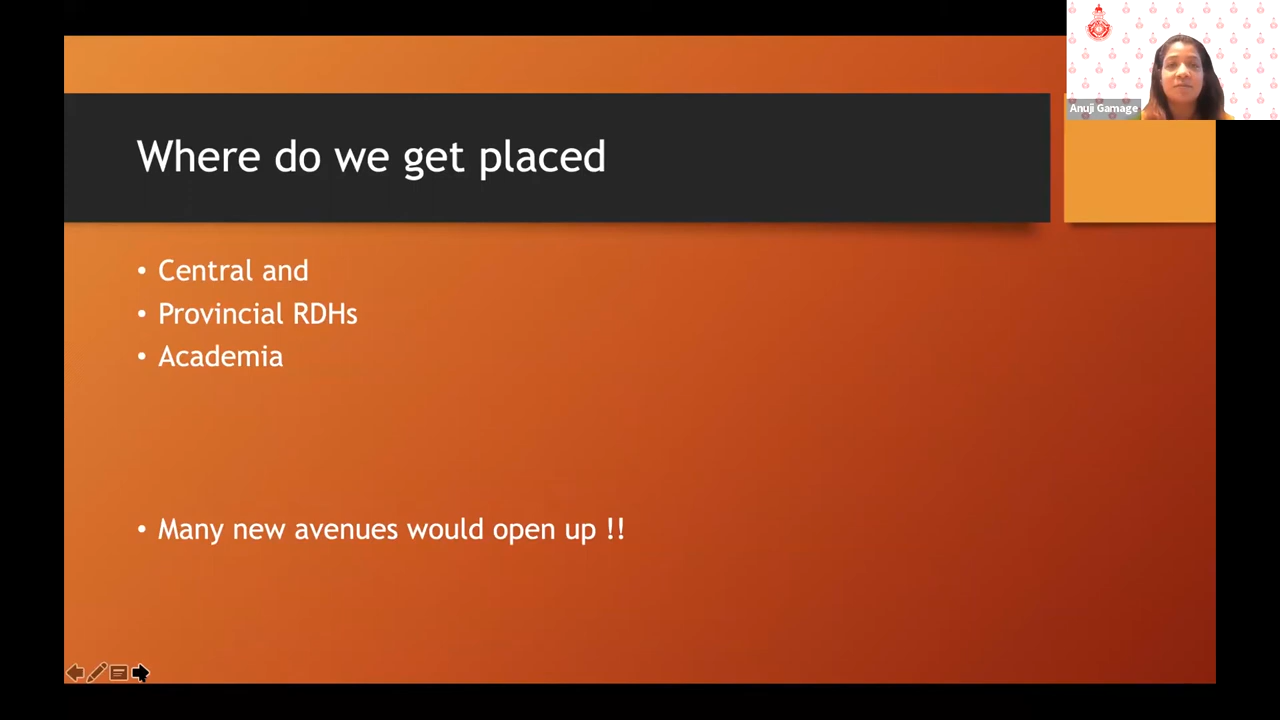 Where do we get placed
• Central and
• Provincial RDHs
• Academia
• Many new avenues would open up !!
Anuji Gamage